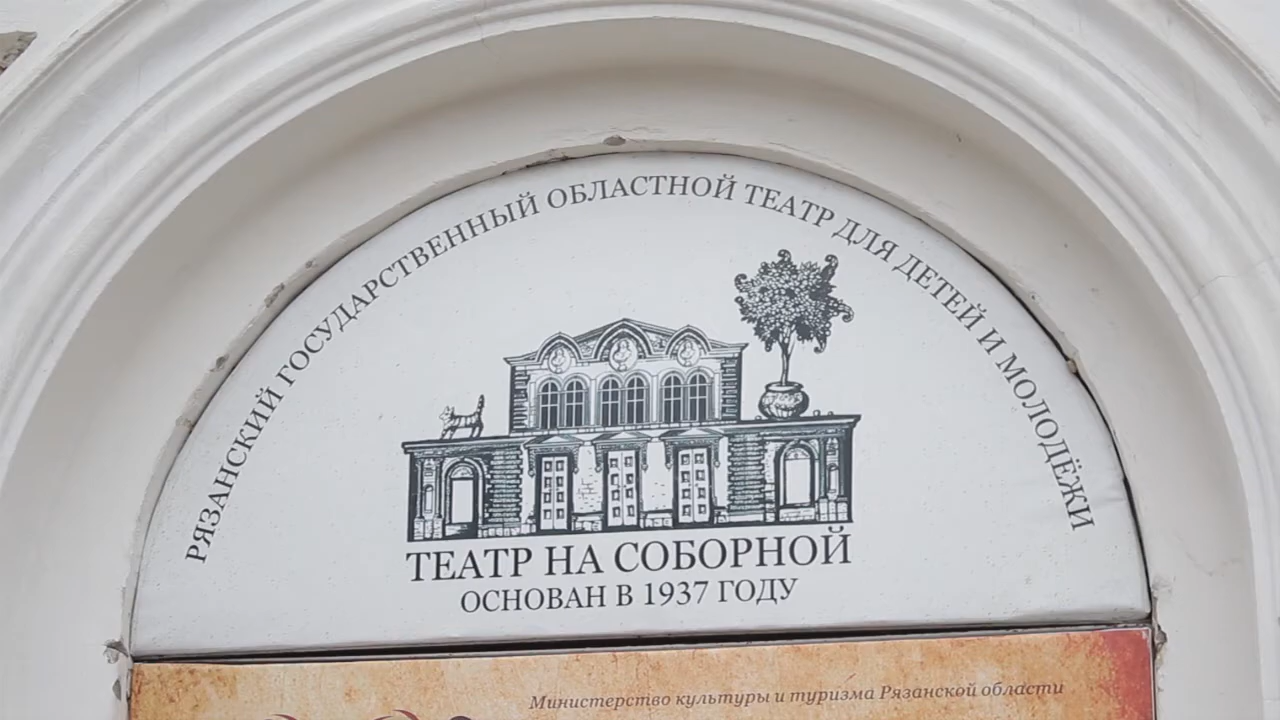 РЯЗАНСКИЙ ГОСУДАРСТВЕННЫЙ ОБЛАСТНОЙ ТЕАТР ДЛЯ ДЕТЕЙ И МОЛОДЁЖИ
ТЕАТР НА СОБОРНОЙ
ОСНОВАН В 1937 ГОДУ
Министерство культуры и туризма Рязанской области